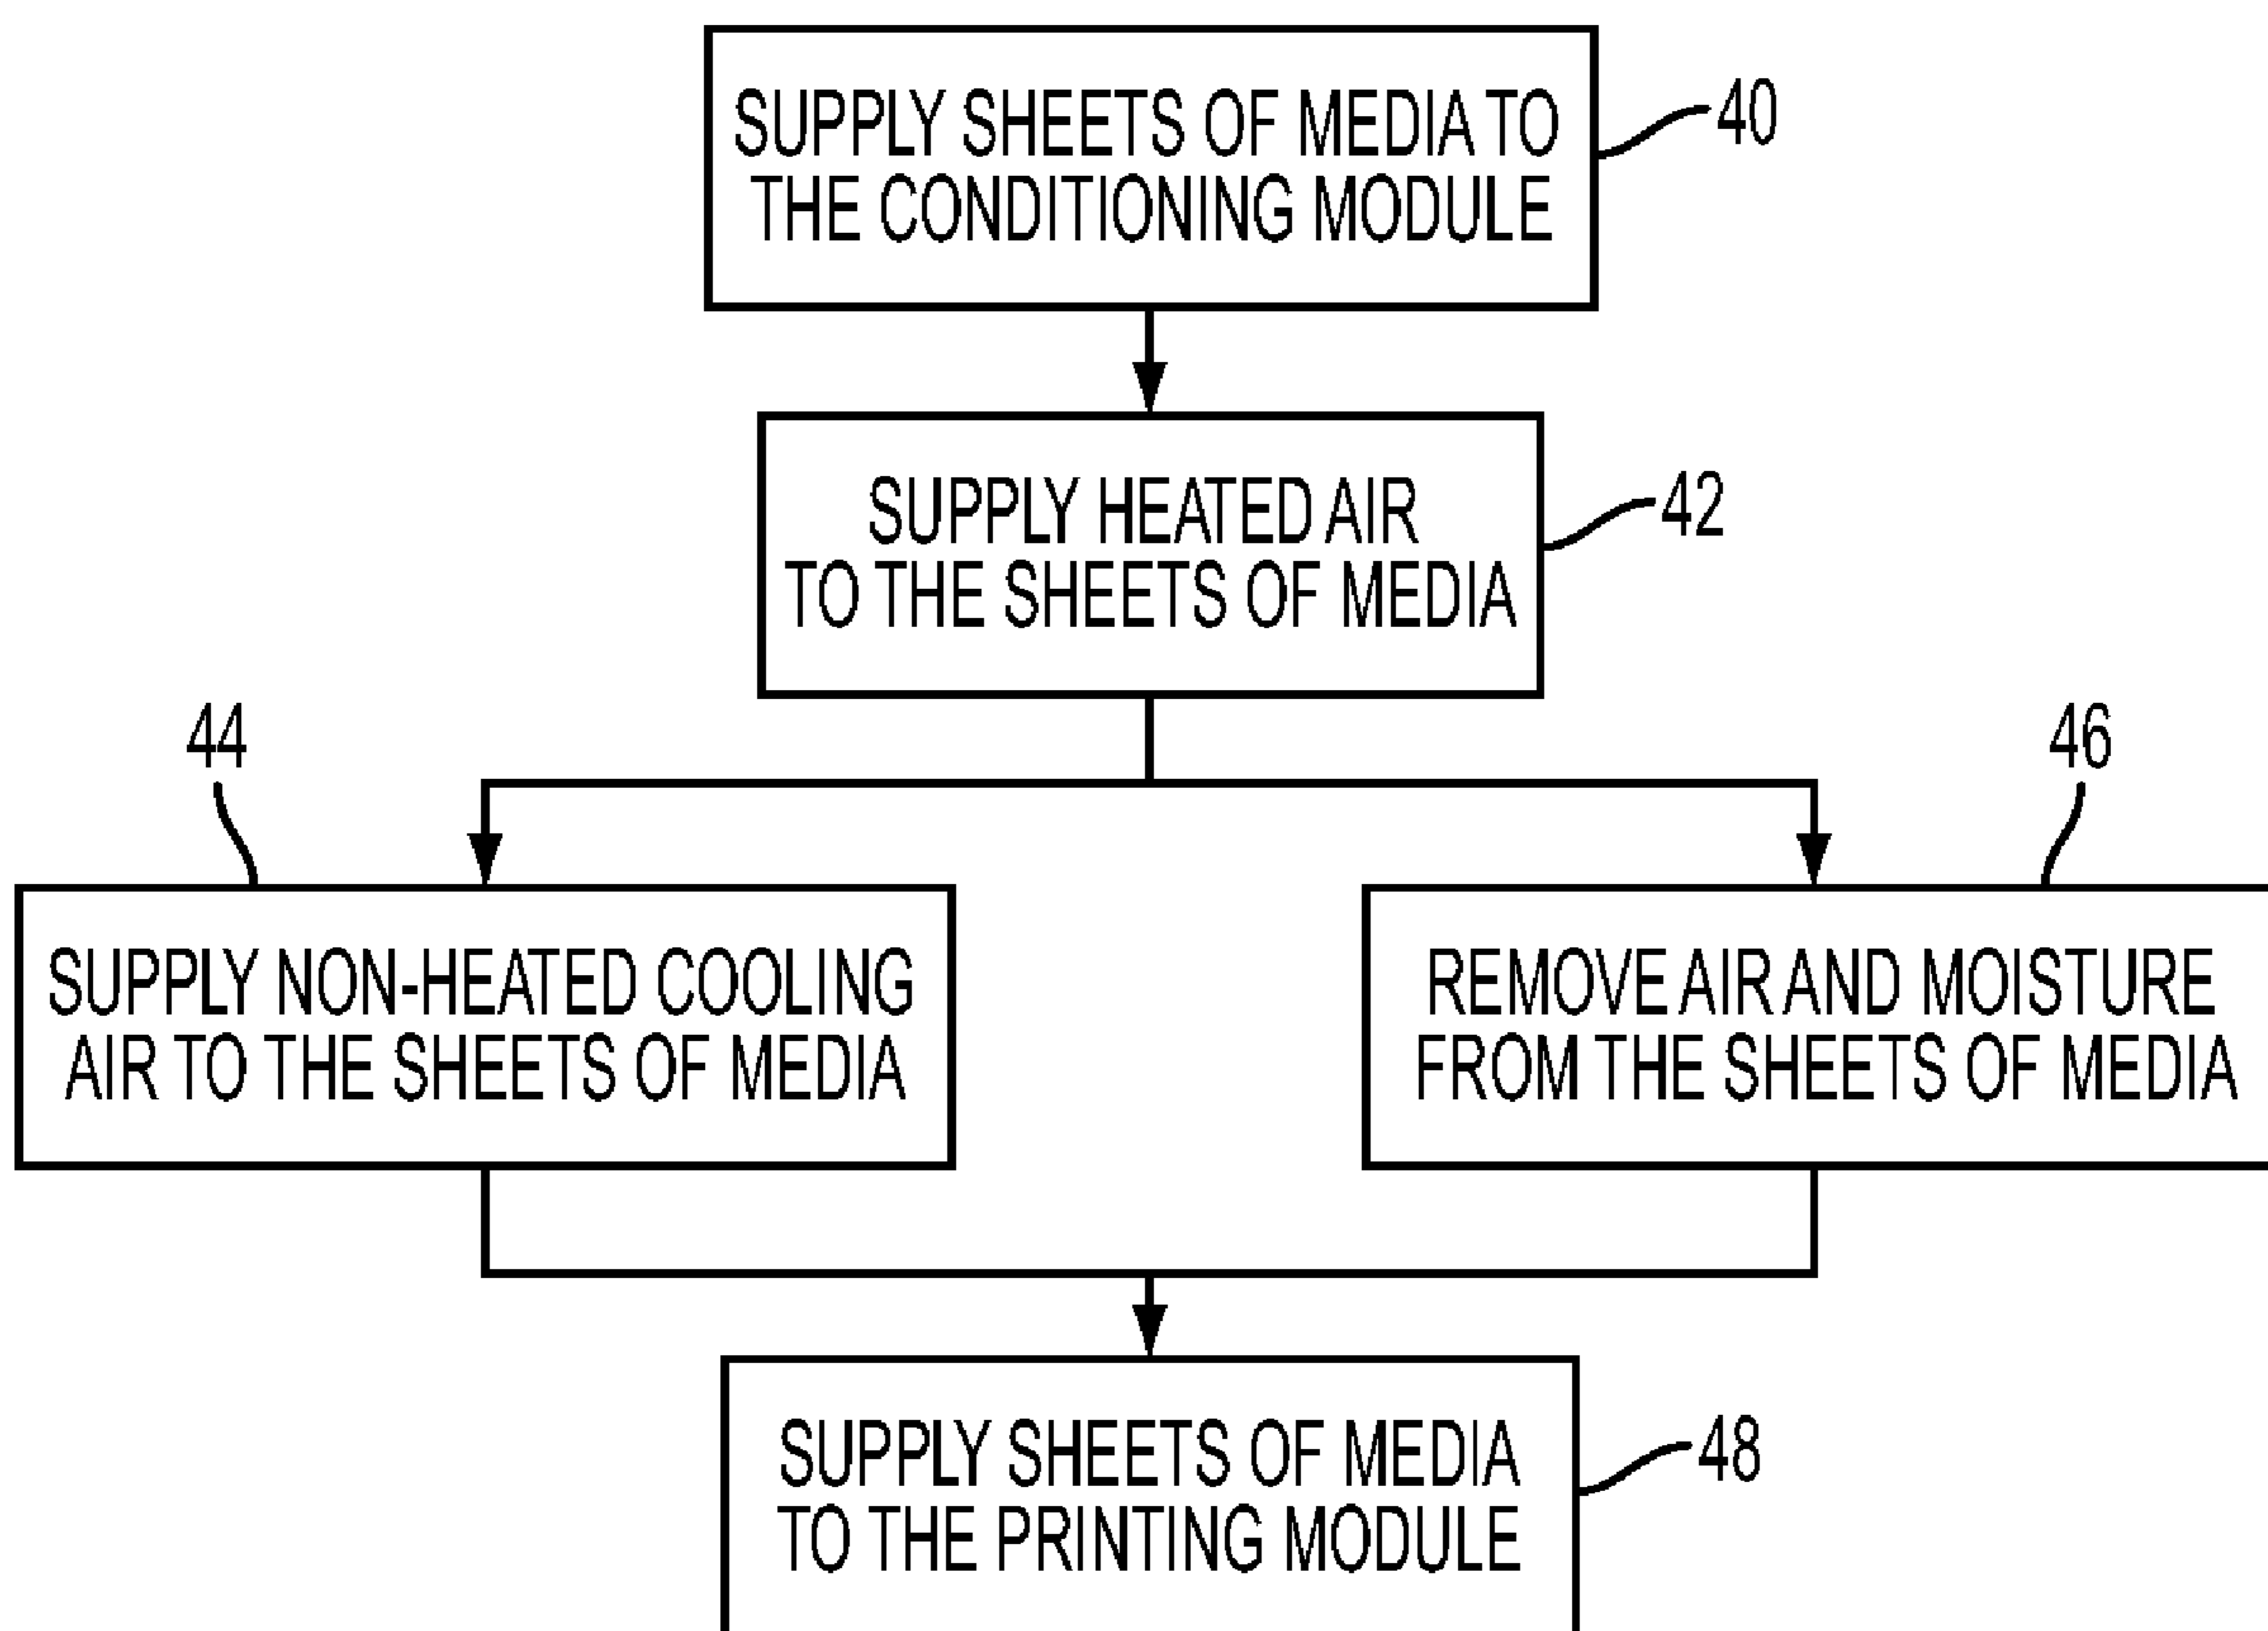 SUPPLY SHEETS OF MEDIA TO
THE CONDITIONING MODULE
40
SUPPLY HEATED AIR
TO THE SHEETS OF MEDIA
42
44
46
SUPPLY NON-HEATED COOLING
AIR TO THE SHEETS OF MEDIA
REMOVE AIR AND MOISTURE
FROM THE SHEETS OF MEDIA
SUPPLY SHEETS OF MEDIA
TO THE PRINTING MODULE
48